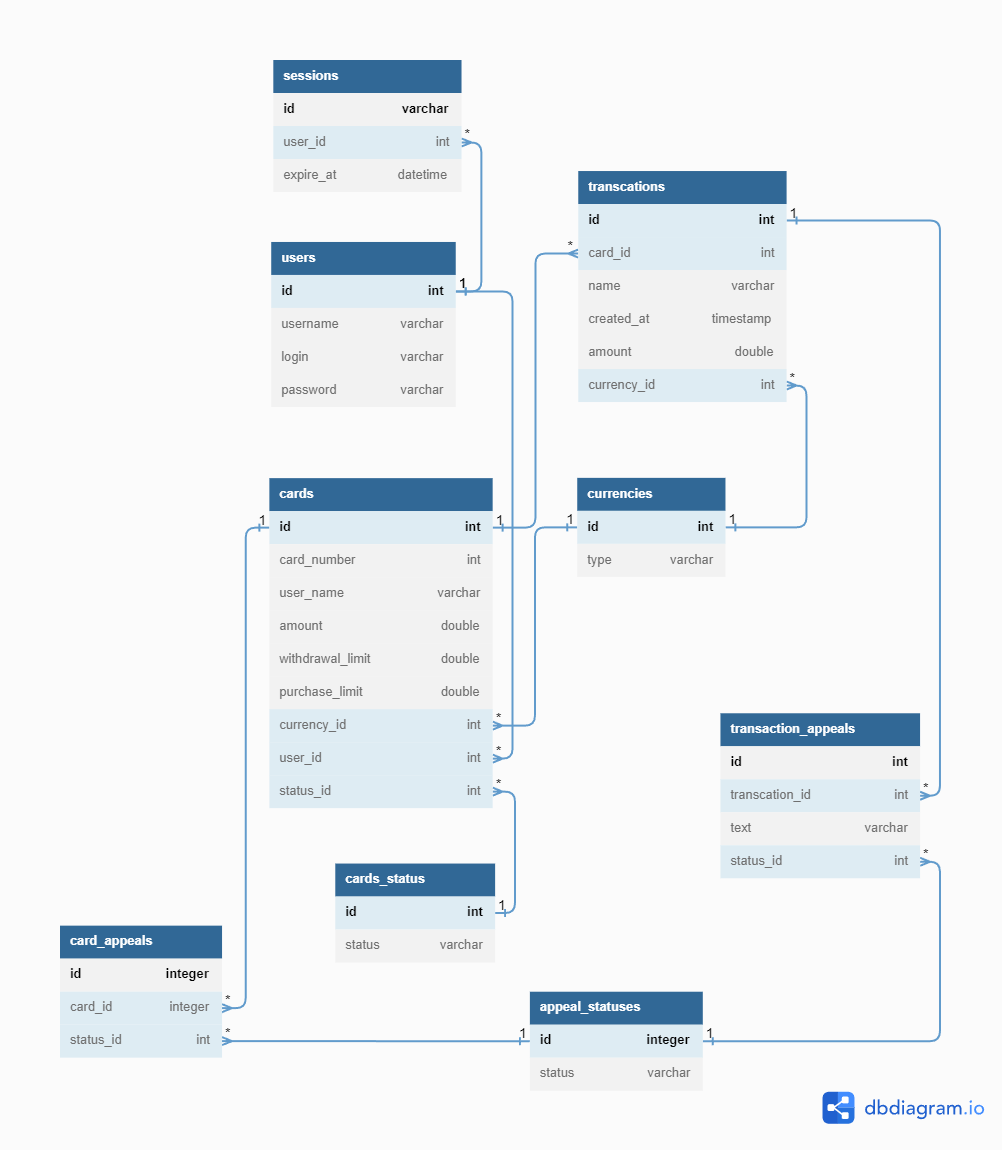 sessions
id varchar
user_id int
expire_at datetime
*
users
id int
username varchar
login varchar
password varchar
1
transcations
id int
card_id int
name varchar
created_at timestamp
amount double
currency_id int
1
*
*
cards
id int
card_number int
user_name varchar
amount double
withdrawal_limit double
purchase_limit double
currency_id int
user_id int
status_id int
1
1
*
*
*
currencies
id int
type varchar
1
1
transaction_appeals
id int
transcation_id int
text varchar
status_id int
*
*
cards_status
id int
status varchar
1
card_appeals
id integer
card_id integer
status_id int
*
*
appeal_statuses
id integer
status varchar
1
1
dbdiagram.io